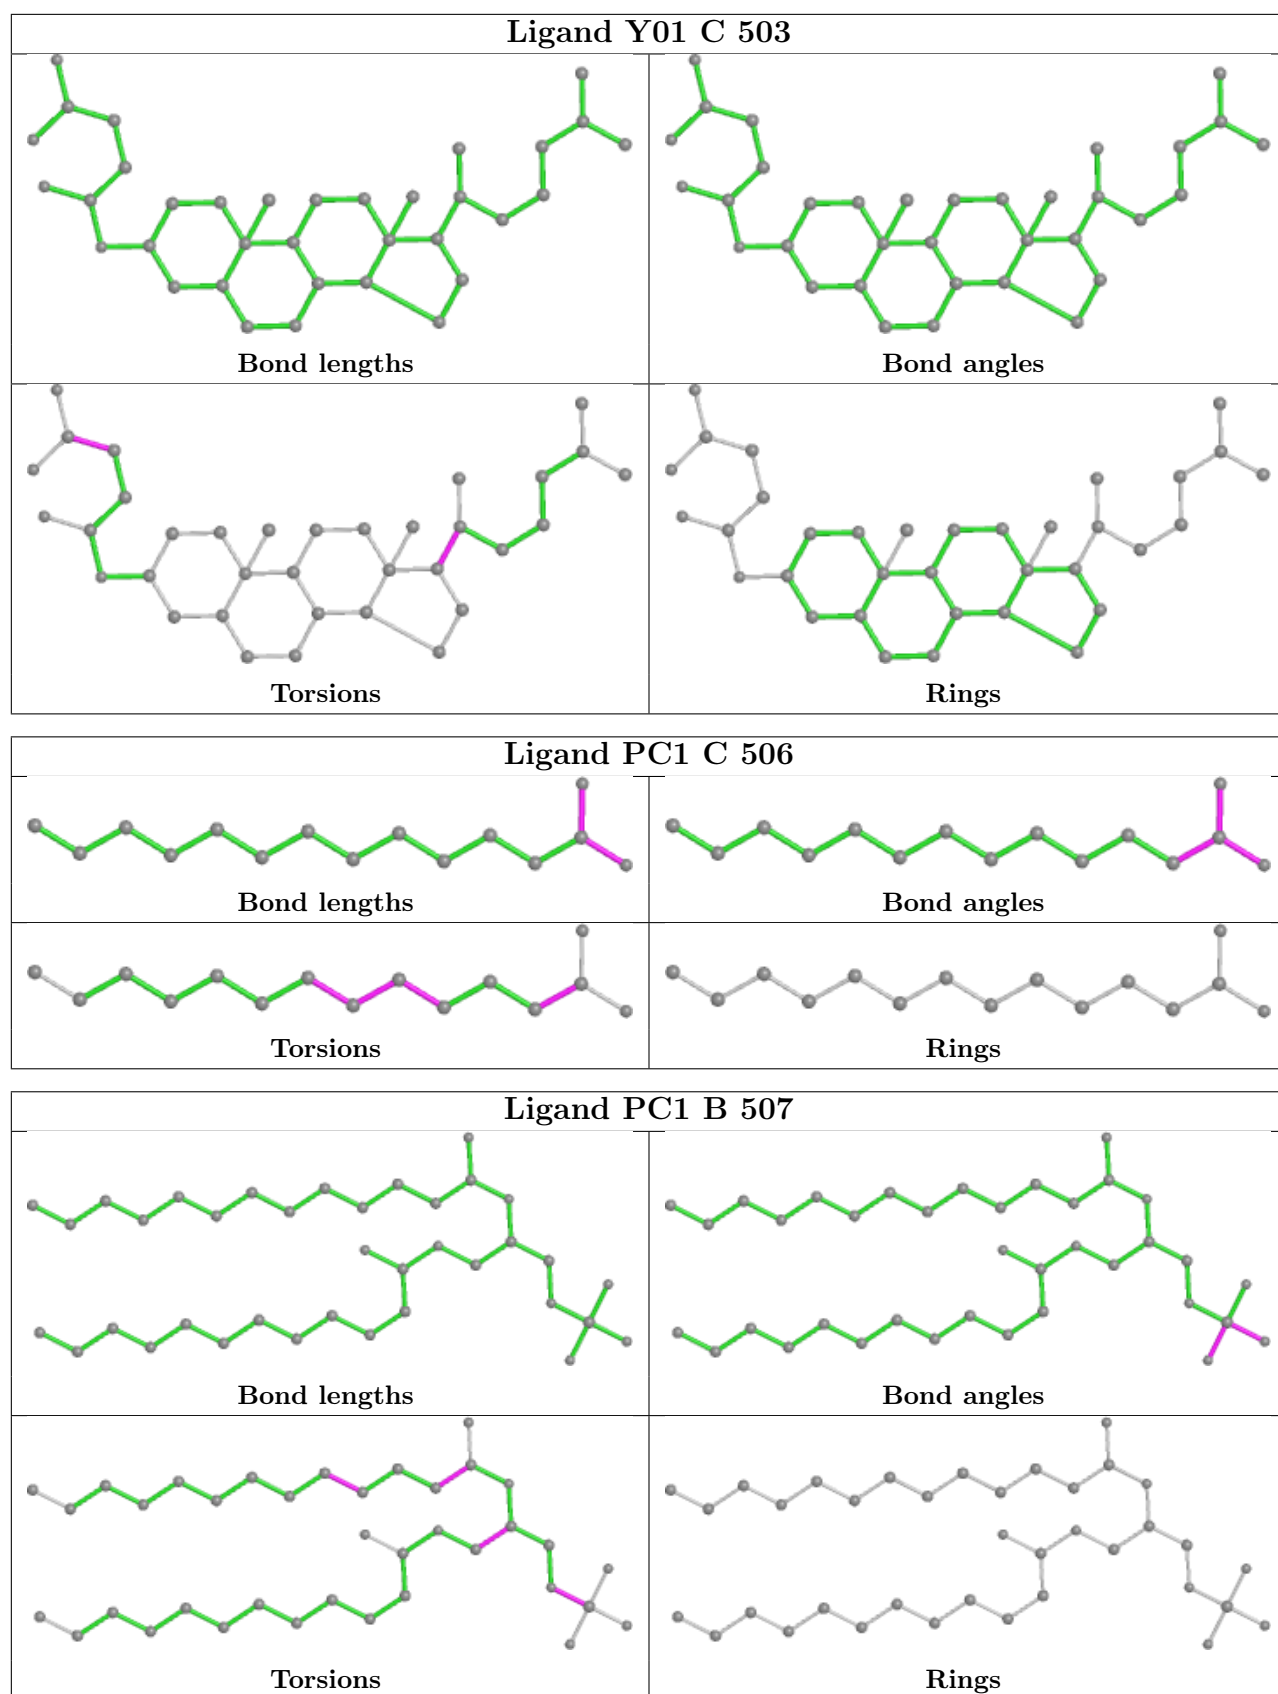 Ligand Y01 C 503
Bond lengths
Bond angles
Torsions
Rings
Ligand PC1 C 506
Bond lengths
Bond angles
Torsions
Rings
Ligand PC1 B 507
Bond lengths
Bond angles
Torsions
Rings